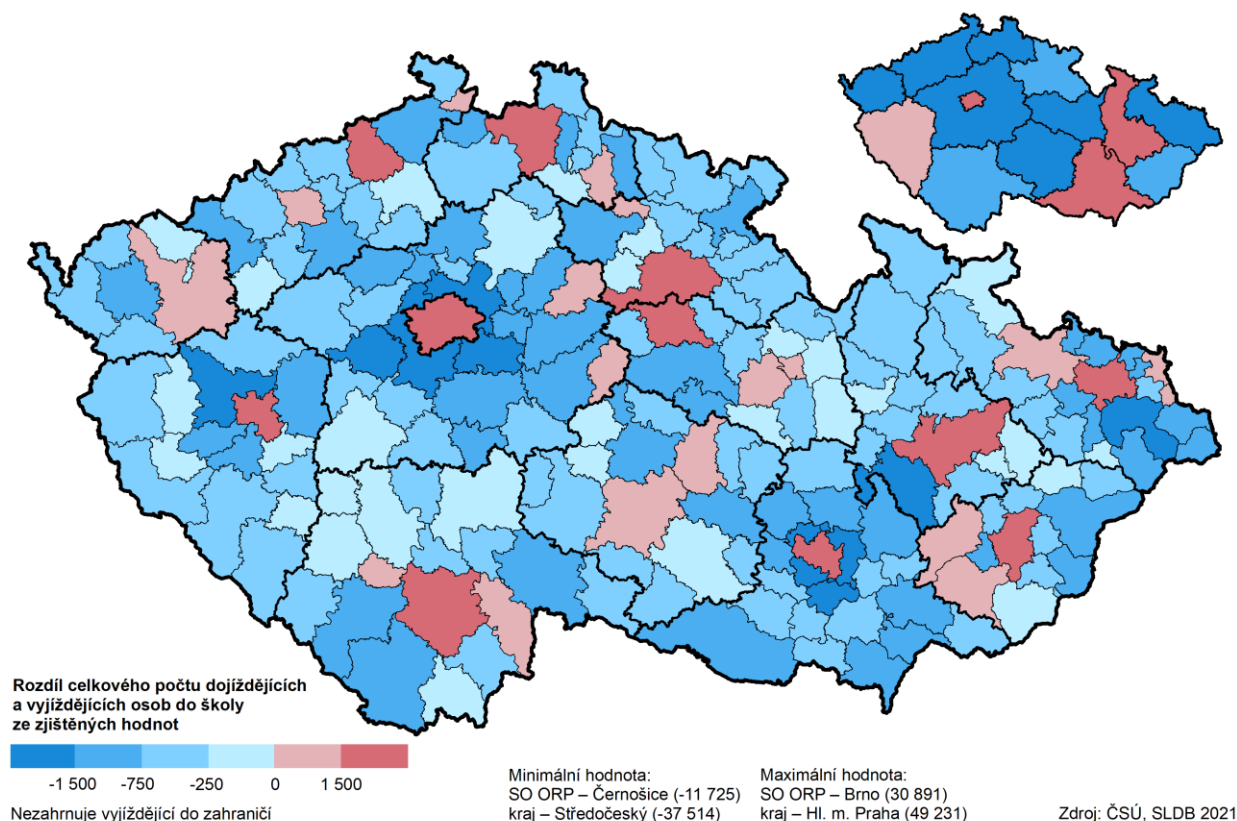 Rozdíl celkového počtu dojíždějících
a vyjíždějících osob do školy
ze zjištěných hodnot
-1 500 -750 -250 0 1 500
Nezahrnuje vyjíždějící do zahraničí
Minimální hodnota:
SO ORP – Černošice (-11 725)
kraj – Středočeský (-37 514)
Maximální hodnota:
SO ORP – Brno (30 891)
kraj – Hl. m. Praha (49 231)
Zdroj: ČSÚ, SLDB 2021